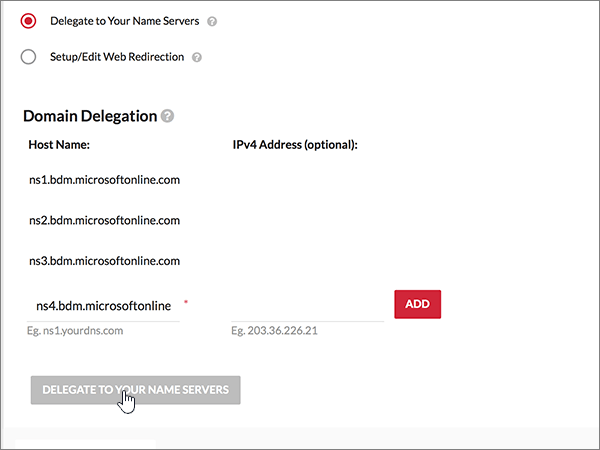 Delegate to Your Name Servers ?
Setup/Edit Web Redirection ?
Domain Delegation ?
Host Name: IPv4 Address (optional):
ns1.bdm.microsoftonline.com
ns2.bdm.microsoftonline.com
ns3.bdm.microsoftonline.com
ns4.bdm.microsoftonline * ADD
Eg. ns1.yourdns.com Eg. 203.36.226.21
DELEGATE TO YOUR NAME SERVERS